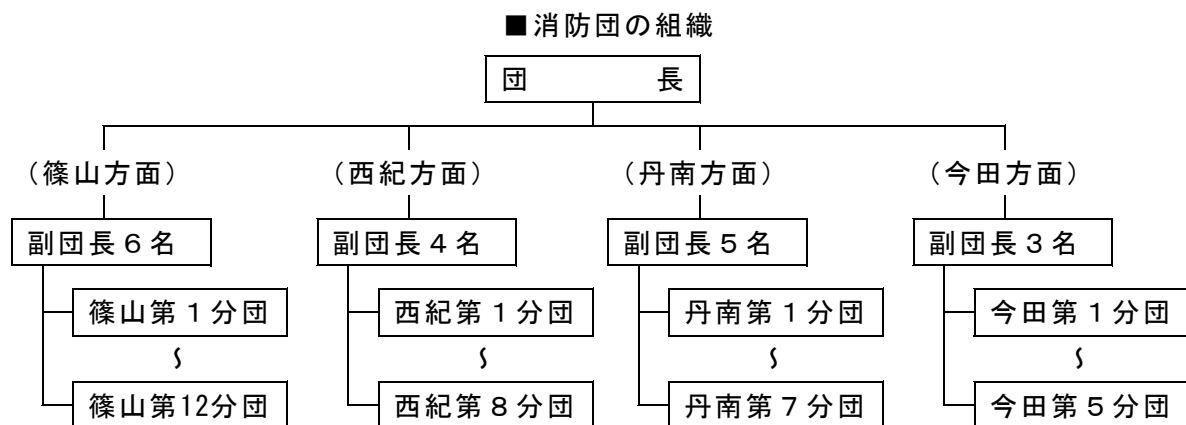 ■消防団の組織
団　　　　長
（篠山方面）　（西紀方面）　（丹南方面）　（今田方面）
副団長６名　副団長４名　副団長５名　副団長３名
篠山第１分団　西紀第１分団　丹南第１分団　今田第１分団
～　～　～　～
篠山第12分団　西紀第８分団　丹南第７分団　今田第５分団